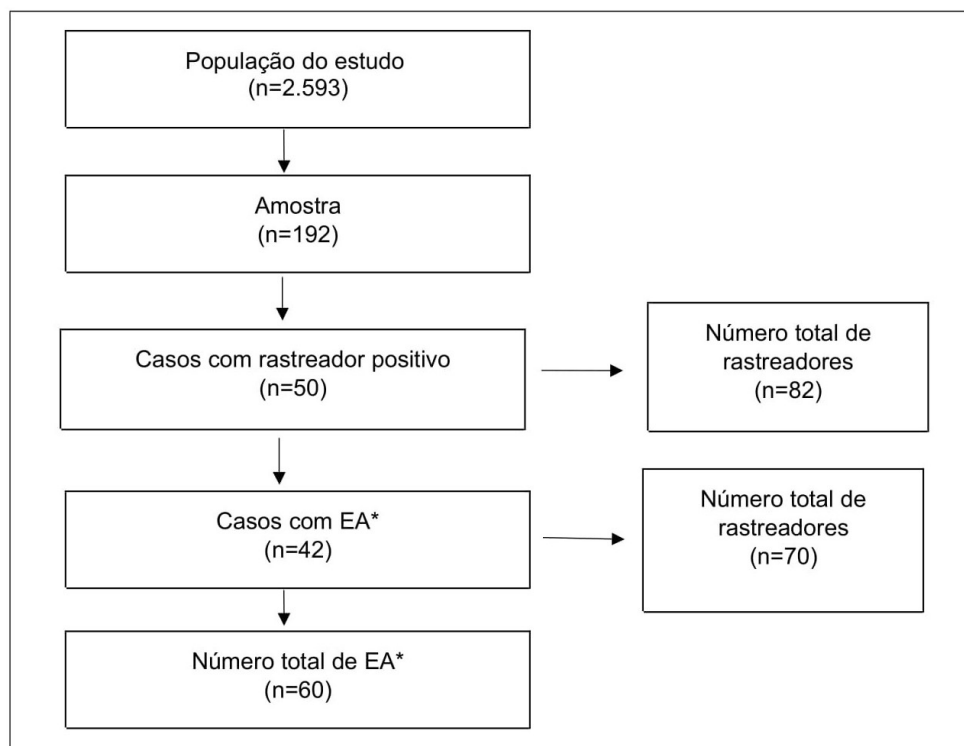 População do estudo
(n=2.593)
Amostra
(n=192)
Casos com rastreador positivo
(n=50)
Número total de
rastreadores
(n=82)
Casos com EA*
(n=42)
Número total de
rastreadores
(n=70)
Número total de EA*
(n=60)